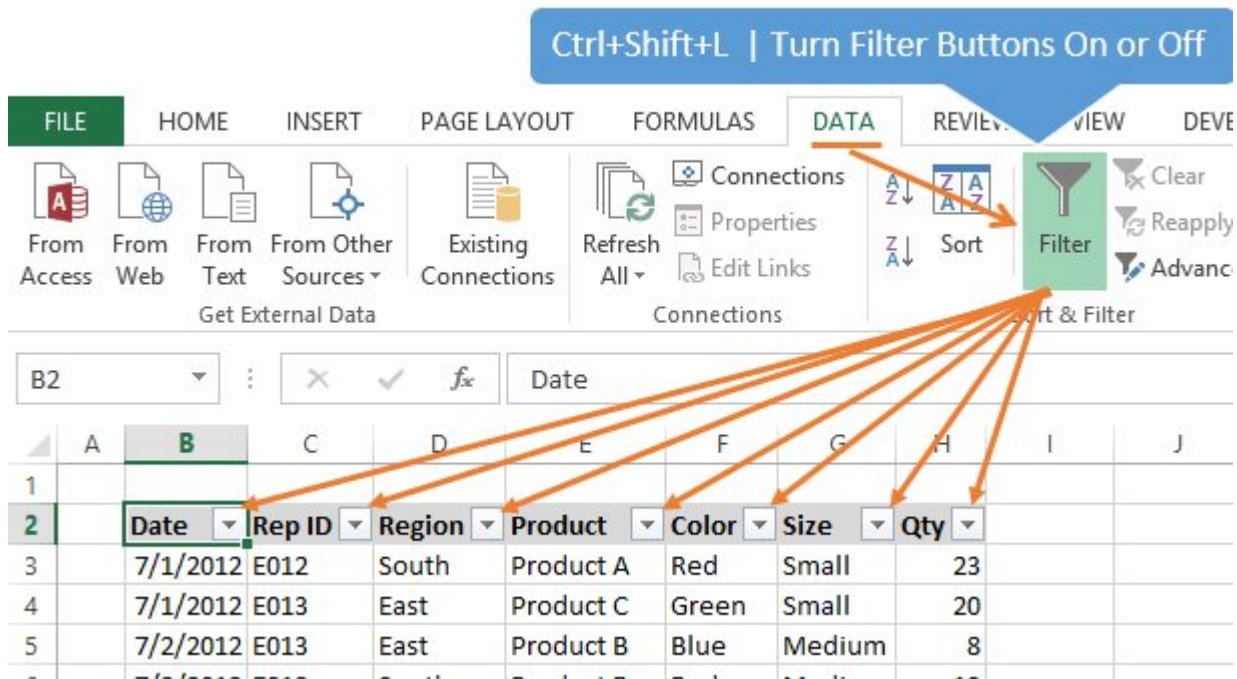 Ctrl+Shift+L | Turn Filter Buttons On or Off
FILE HOME INSERT PAGE LAYOUT FORMULAS DATA VIEW
From Access
From Web
From Text
From Other Sources
Existing Connections
Refresh All
Connections
Properties
Edit Links
A Z
Z A
Z A A Z
Sort
Filter
Clear
Reapply
Get External Data
Connections
& Filter
B2 fx Date
A B C D F G H I J
1
2 Date Rep ID Region Product Color Size Qty
3 7/1/2012 E012 South Product A Red Small 23
4 7/1/2012 E013 East Product C Green Small 20
5 7/2/2012 E013 East Product B Blue Medium 8